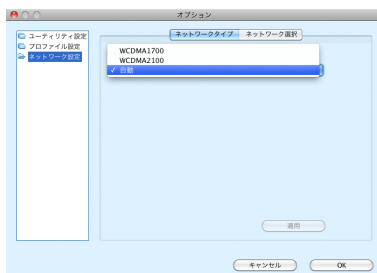 オプション
ユーティリティ設定
プロファイル設定
ネットワーク設定
ネットワークタイプ ネットワーク選択
WCDMA1700
WCDMA2100
✓ 自動
適用
キャンセル OK